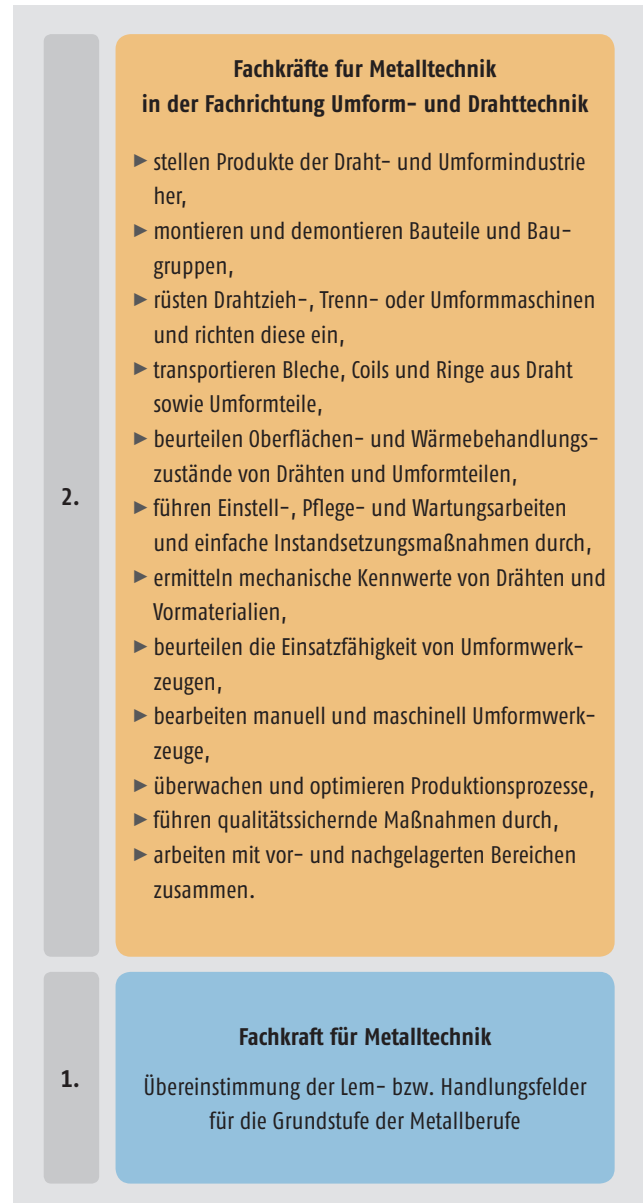 Fachkräfte fur Metalltechnik
in der Fachrichtung Umform- und Drahttechnik
► stellen Produkte der Draht- und Umformindustrie
her,
► montieren und demontieren Bauteile und Bau-
gruppen,
► rüsten Drahtzieh-, Trenn- oder Umformmaschinen
und richten diese ein,
► transportieren Bleche, Coils und Ringe aus Draht
sowie Umformteile,
► beurteilen Oberflächen- und Wärmebehandlungs-
zustände von Drähten und Umformteilen,
2.
► führen Einstell-, Pflege- und Wartungsarbeiten
und einfache Instandsetzungsmaßnahmen durch,
► ermitteln mechanische Kennwerte von Drähten und
Vormaterialien,
► beurteilen die Einsatzfähigkeit von Umformwerk-
zeugen,
► bearbeiten manuell und maschinell Umformwerk-
zeuge,
► überwachen und optimieren Produktionsprozesse,
► führen qualitätssichernde Maßnahmen durch,
► arbeiten mit vor- und nachgelagerten Bereichen
zusammen.
Fachkraft für Metalltechnik
1.
Übereinstimmung der Lem- bzw. Handlungsfelder
für die Grundstufe der Metallberufe